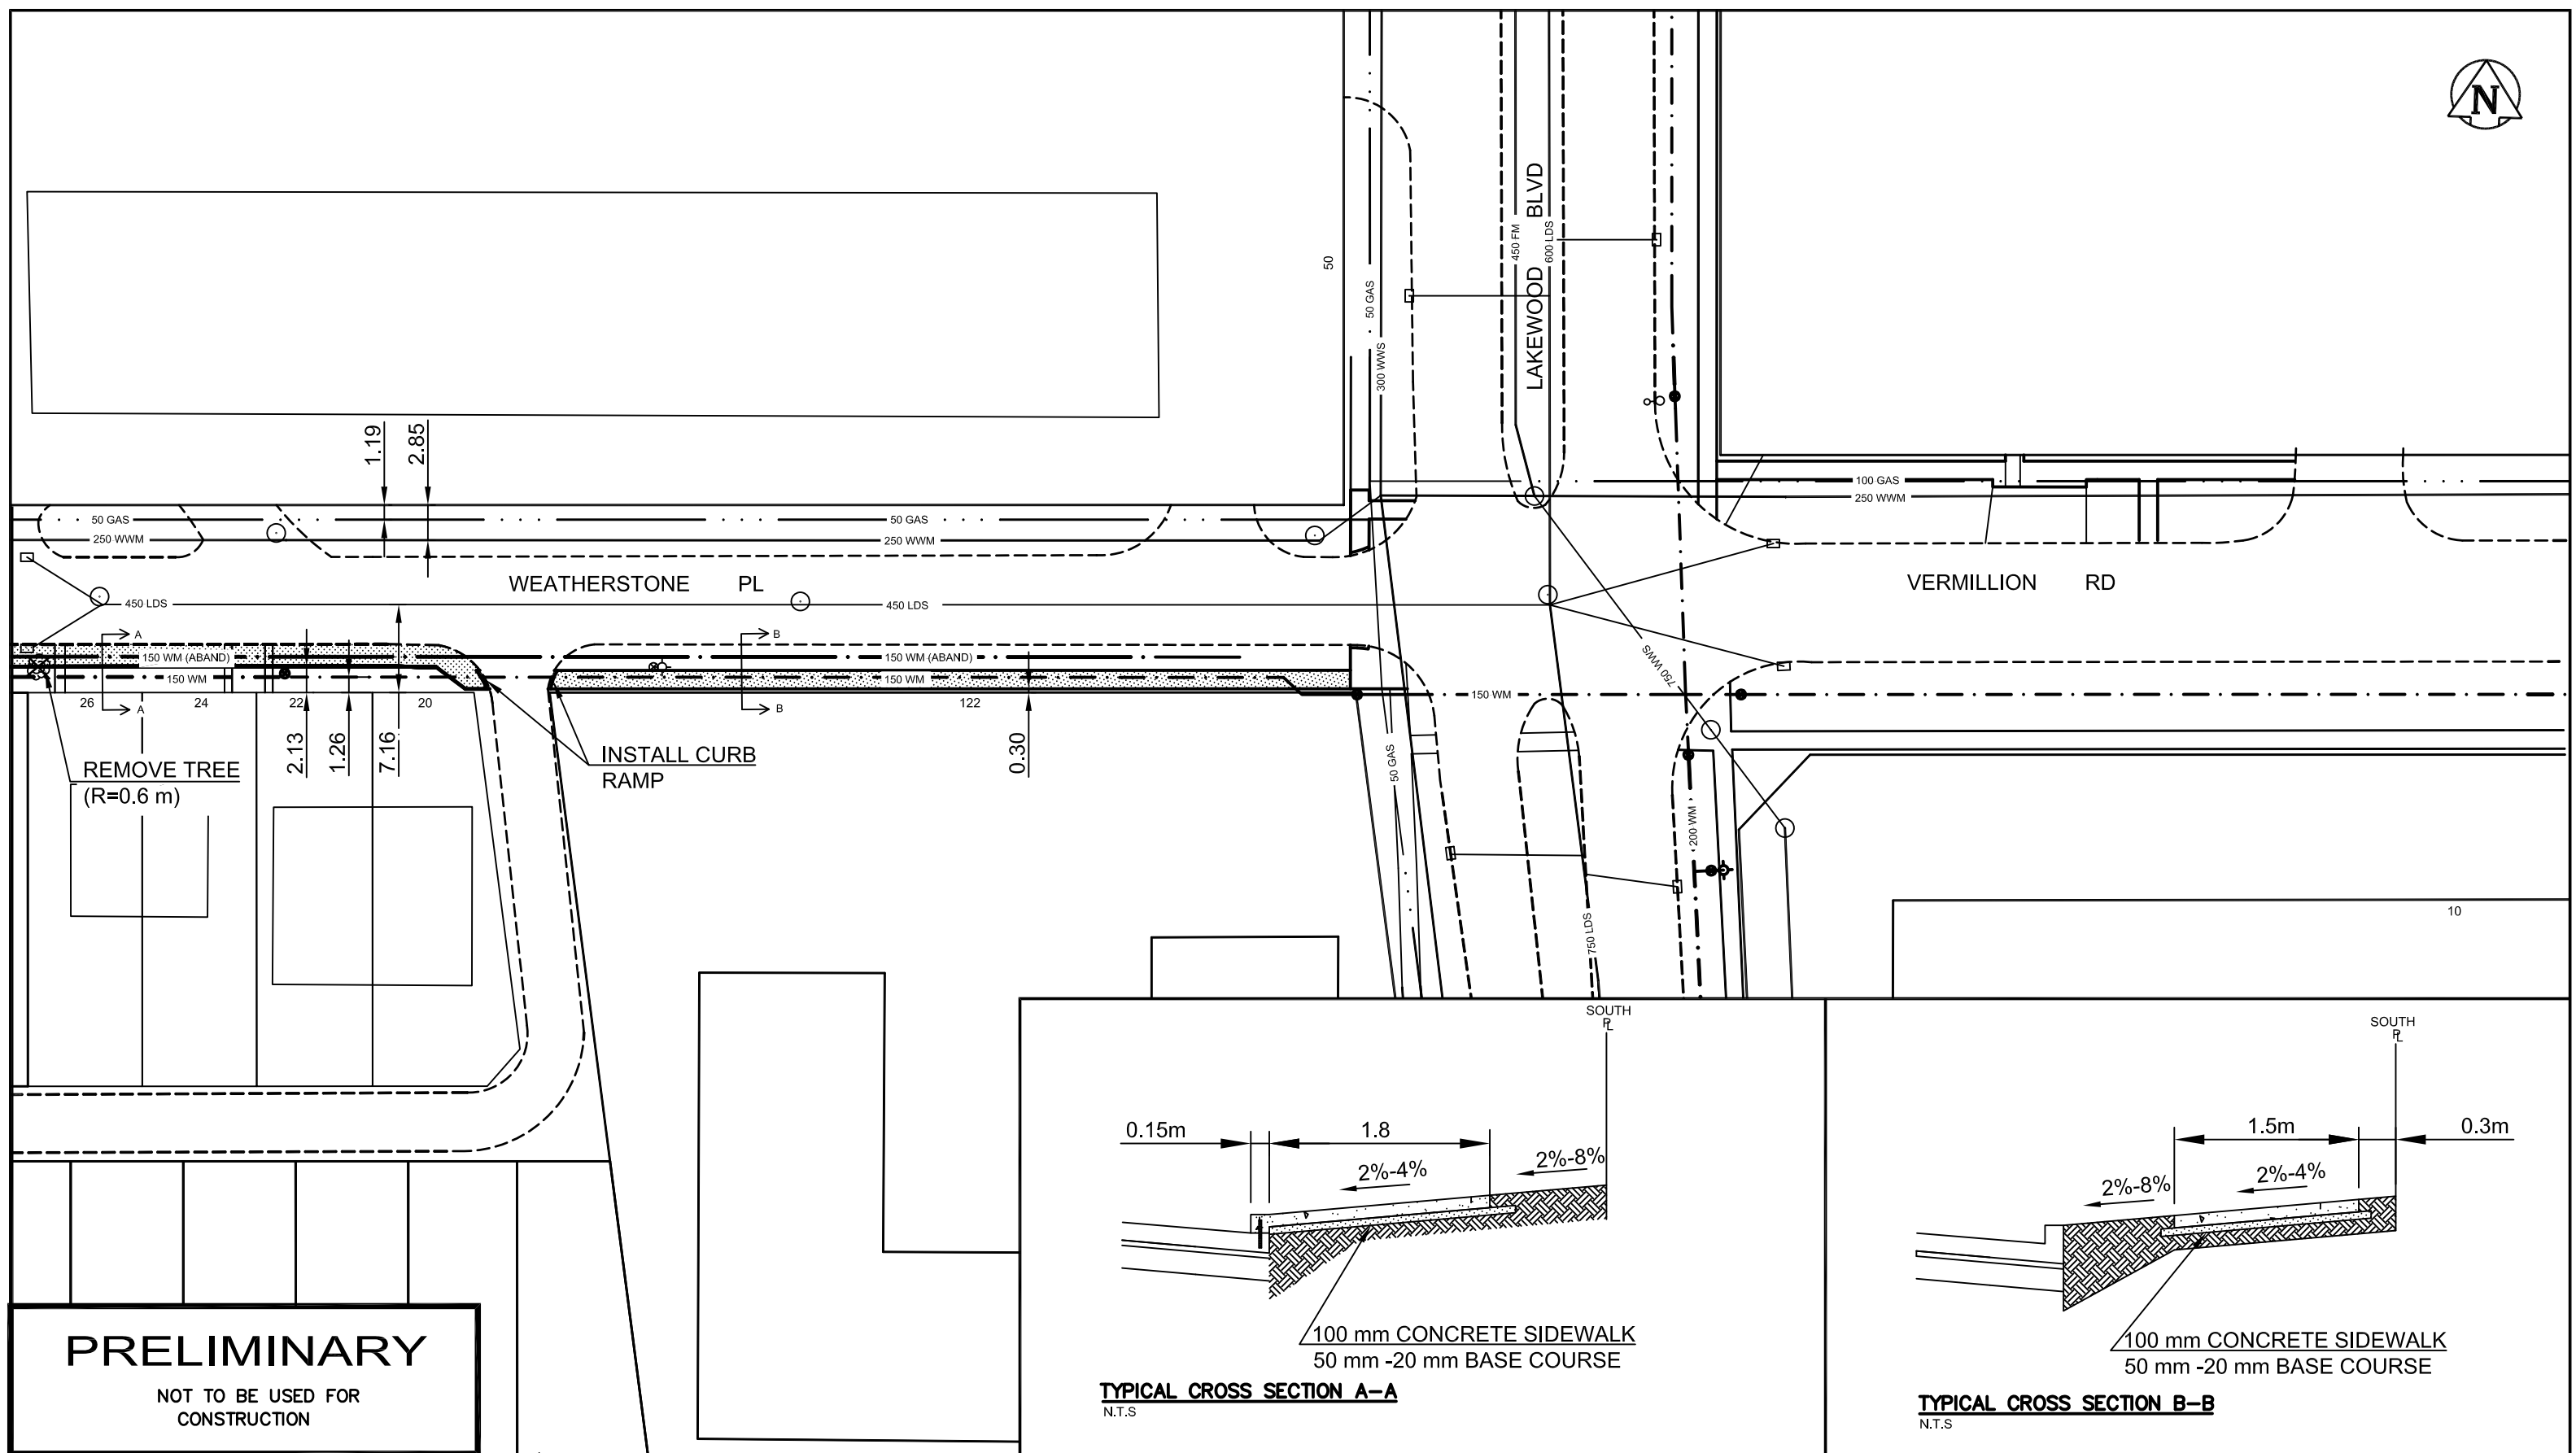 N
LAKEWOOD BLVD
450 FM
600 LDS
50
50 GAS
300 WWS
1.19
2.85
100 GAS
250 WWM
50 GAS
50 GAS
250 WWM
250 WWM
WEATHERSTONE PL
VERMILLION RD
450 LDS
450 LDS
A
B
150 WM (ABAND)
150 WM (ABAND)
150 WM
150 WM
150 WM
750 WWS
26
24
22
20
122
A
B
2.13
1.26
7.16
0.30
INSTALL CURB
RAMP
REMOVE TREE
(R=0.6 m)
50 GAS
200 WM
750 LDS
10
SOUTH
PL
0.15m
1.8
2%-4%
2%-8%
100 mm CONCRETE SIDEWALK
50 mm -20 mm BASE COURSE
TYPICAL CROSS SECTION A-A
N.T.S
SOUTH
PL
1.5m
0.3m
2%-8%
2%-4%
100 mm CONCRETE SIDEWALK
50 mm -20 mm BASE COURSE
TYPICAL CROSS SECTION B-B
N.T.S
PRELIMINARY
NOT TO BE USED FOR
CONSTRUCTION